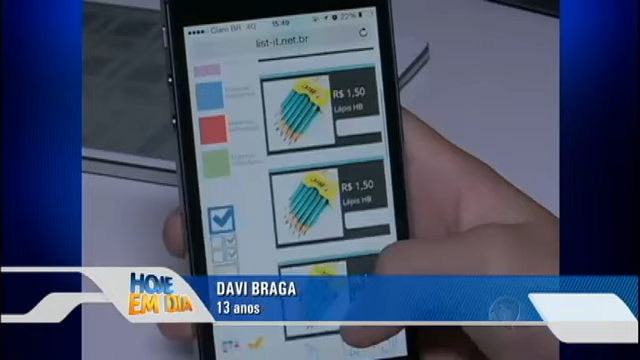 Claro BR 4G 15:49 22%
list-it.net.br
R$ 1,50
Lápis HB
R$ 1,50
Lápis HB
HOJE
EM DIA
DAVI BRAGA
13 anos